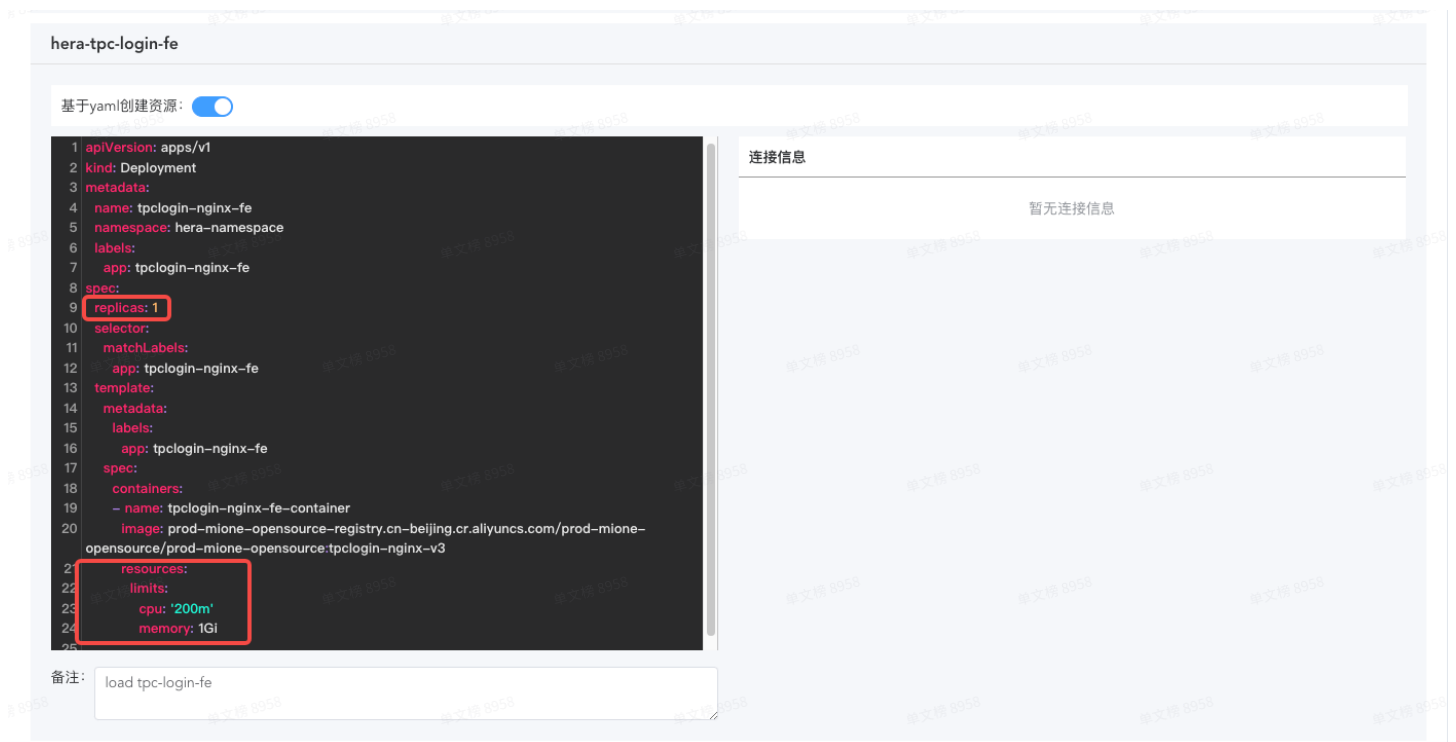 hera-tpc-login-fe
基于yaml创建资源:
1 apiVersion: apps/v1
2 kind: Deployment
3 metadata:
4 name: tpclogin-nginx-fe
5 namespace: hera-namespace
6 labels:
7 app: tpclogin-nginx-fe
8 spec:
9 replicas: 1
10 selector:
11 matchLabels:
12 app: tpclogin-nginx-fe
13 template:
14 metadata:
15 labels:
16 app: tpclogin-nginx-fe
17 spec:
18 containers:
19 - name: tpclogin-nginx-fe-container
20 image: prod-mione-opensource-registry.cn-beijing.cr.aliyuncs.com/prod-mione-
opensource/prod-mione-opensource:tpclogin-nginx-v3
21 resources:
22 limits:
23 cpu: '200m'
24 memory: 1Gi
25
连接信息
暂无连接信息
备注:
load tpc-login-fe
单文榜 8958